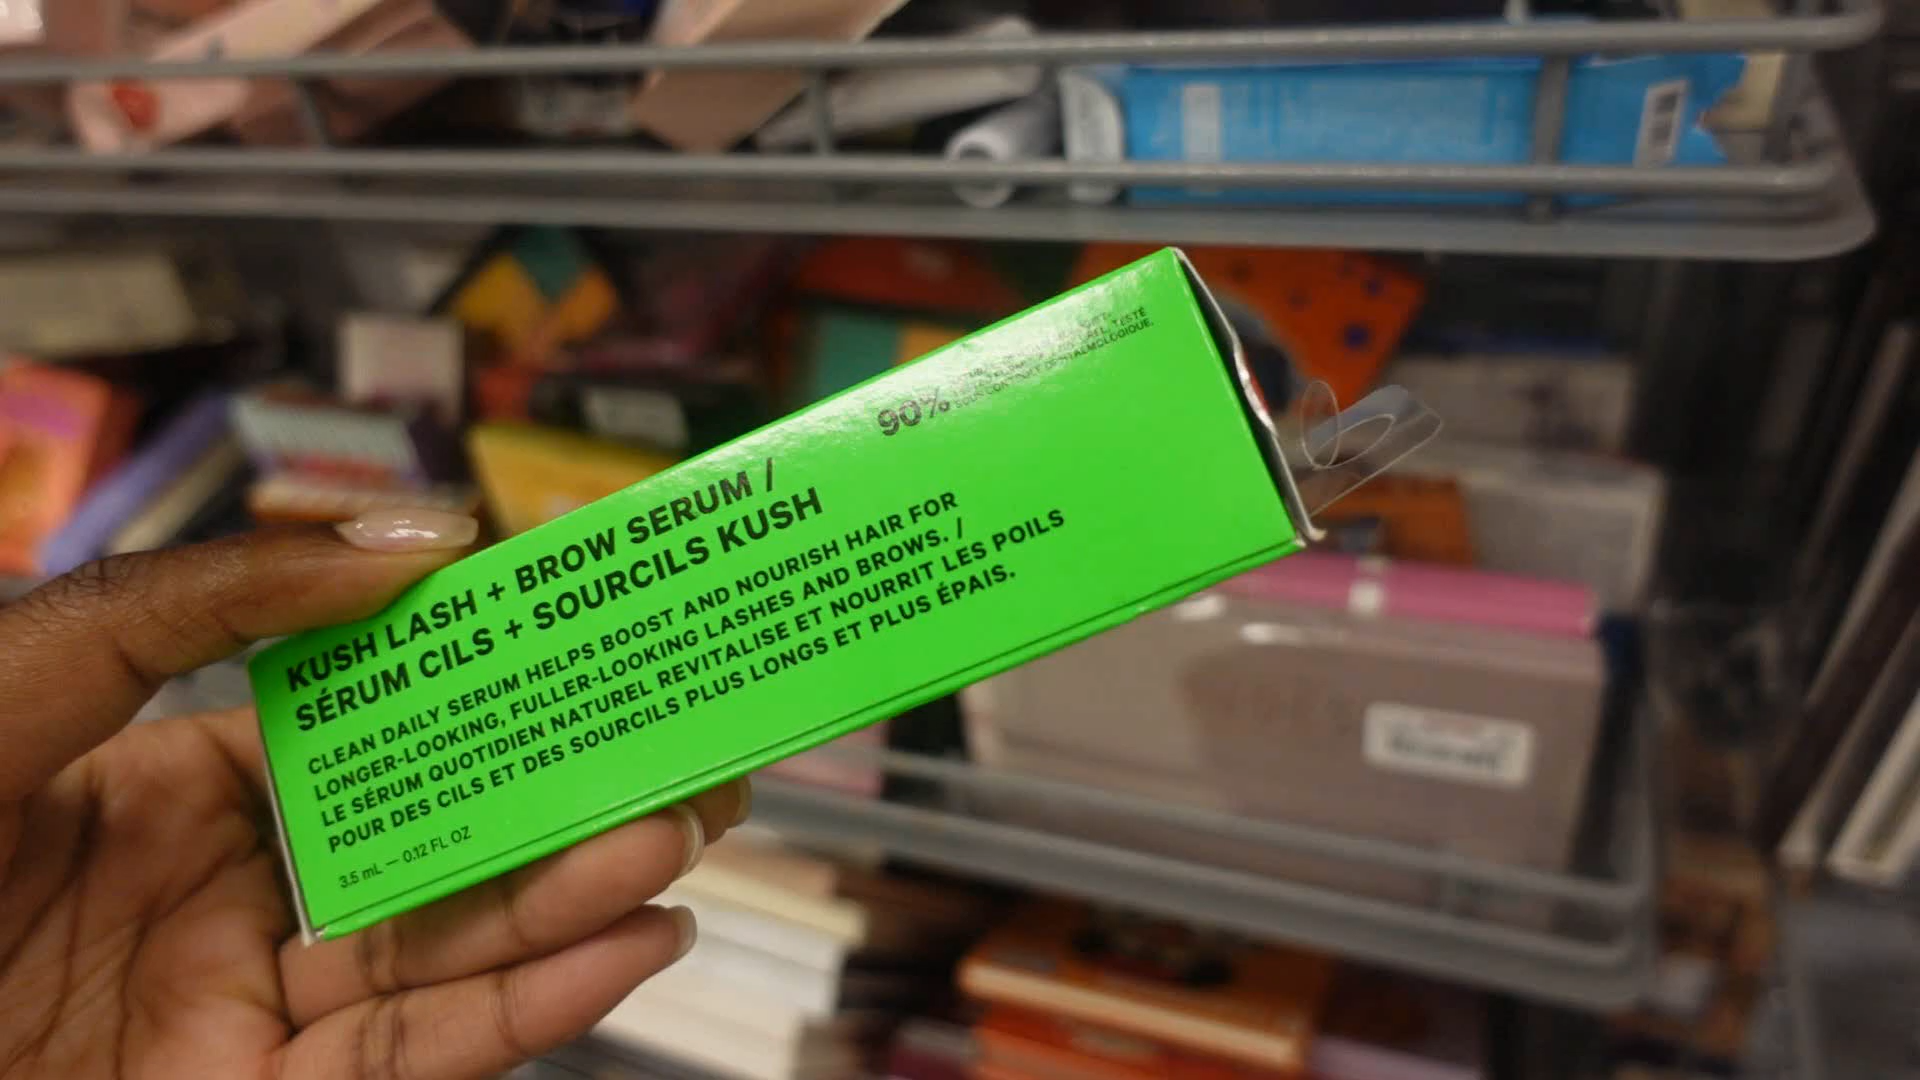 KUSH LASH + BROW SERUM /
SÉRUM CILS + SOURCILS KUSH
90%
TESTÉ
SOUS CONTRÔLE OPHTALMOLOGIQUE.
CLEAN DAILY SERUM HELPS BOOST AND NOURISH HAIR FOR
LONGER-LOOKING, FULLER-LOOKING LASHES AND BROWS. /
LE SÉRUM QUOTIDIEN NATUREL REVITALISE ET NOURRIT LES POILS
POUR DES CILS ET DES SOURCILS PLUS LONGS ET PLUS ÉPAIS.
3.5 mL — 0.12 FL OZ